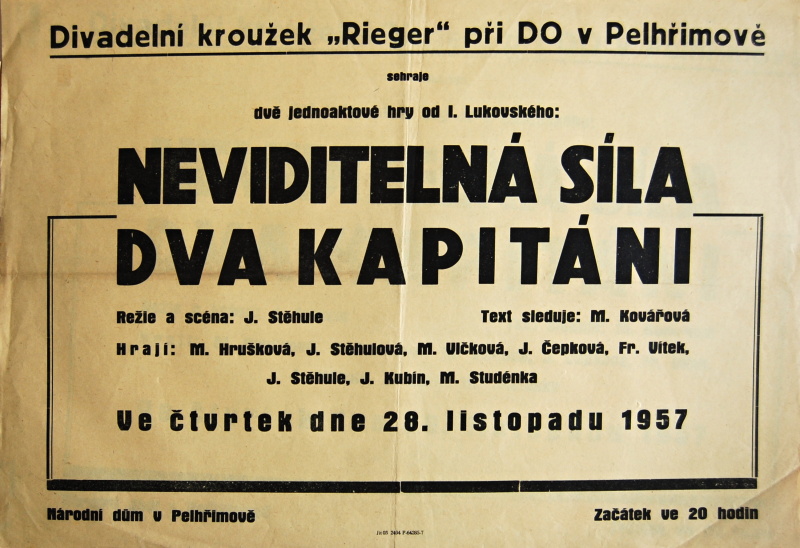 Divadelní kroužek „Rieger“ při DO v Pelhřimově
sehraje
dvě jednoaktové hry od I. Lukovského:
NEVIDITELNÁ SÍLA
DVA KAPITÁNI
Režie a scéna: J. Stěhule Text sleduje: M. Kovářová
Hrají: M. Hrušková, J. Stěhulová, M. Vlčková, J. Čepková, Fr. Vítek,
J. Stěhule, J. Kubín, M. Studénka
Ve čtvrtek dne 28. listopadu 1957
Národní dům v Pelhřimově Začátek ve 20 hodin